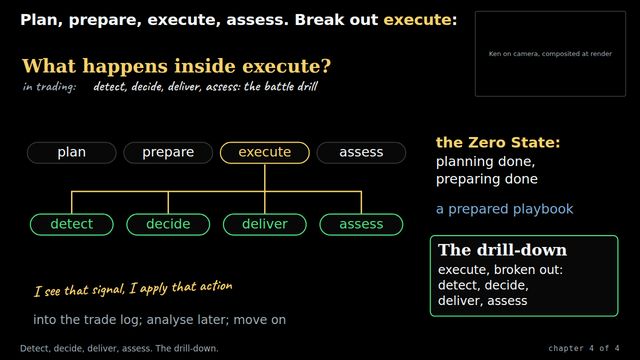 Plan, prepare, execute, assess. Break out execute:
Ken on camera, composited at render
What happens inside execute?
in trading: detect, decide, deliver, assess: the battle drill
plan prepare execute assess
detect decide deliver assess
the Zero State:
planning done,
preparing done
a prepared playbook
The drill-down
execute, broken out:
detect, decide,
deliver, assess
I see that signal, I apply that action
into the trade log; analyse later; move on
Detect, decide, deliver, assess. The drill-down.
chapter 4 of 4